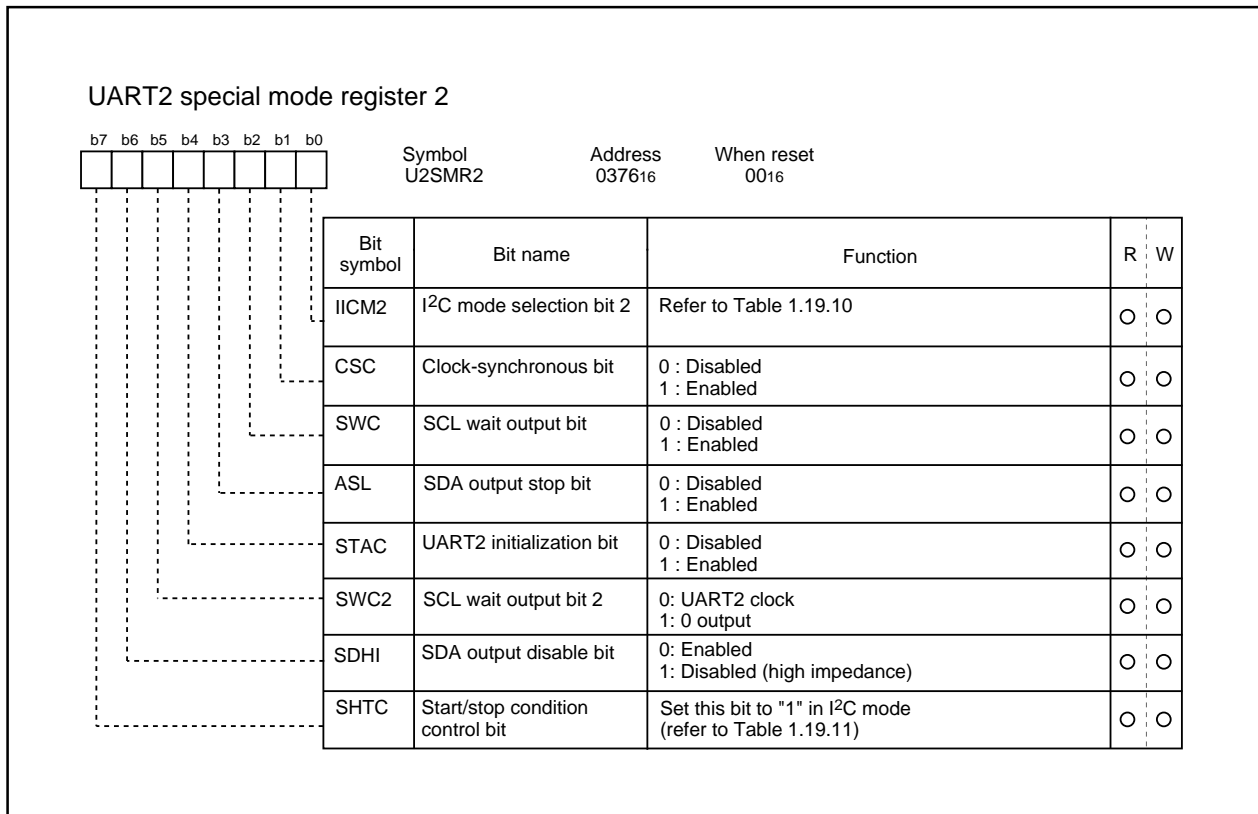 UART2 special mode register 2
b7 b6 b5 b4 b3 b2 b1 b0
Symbol Address When reset
U2SMR2 037616 0016
Bit symbol Bit name Function R W
IICM2 I2C mode selection bit 2 Refer to Table 1.19.10
CSC Clock-synchronous bit 0 : Disabled
1 : Enabled
SWC SCL wait output bit 0 : Disabled
1 : Enabled
ASL SDA output stop bit 0 : Disabled
1 : Enabled
STAC UART2 initialization bit 0 : Disabled
1 : Enabled
SWC2 SCL wait output bit 2 0: UART2 clock
1: 0 output
SDHI SDA output disable bit 0: Enabled
1: Disabled (high impedance)
SHTC Start/stop condition control bit Set this bit to "1" in I2C mode
(refer to Table 1.19.11)